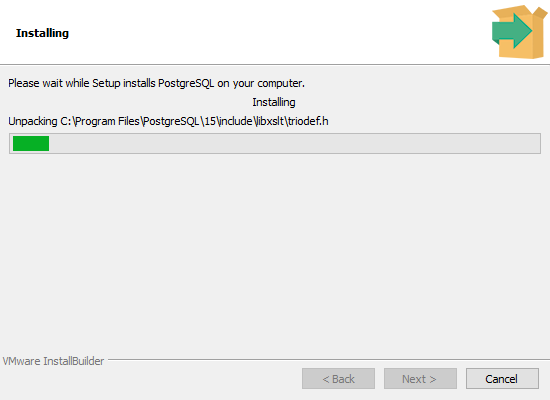 Installing
Please wait while Setup installs PostgreSQL on your computer.
Installing
Unpacking C:\Program Files\PostgreSQL\15\include\libxslt\triodef.h
VMware InstallBuilder
< Back
Next >
Cancel